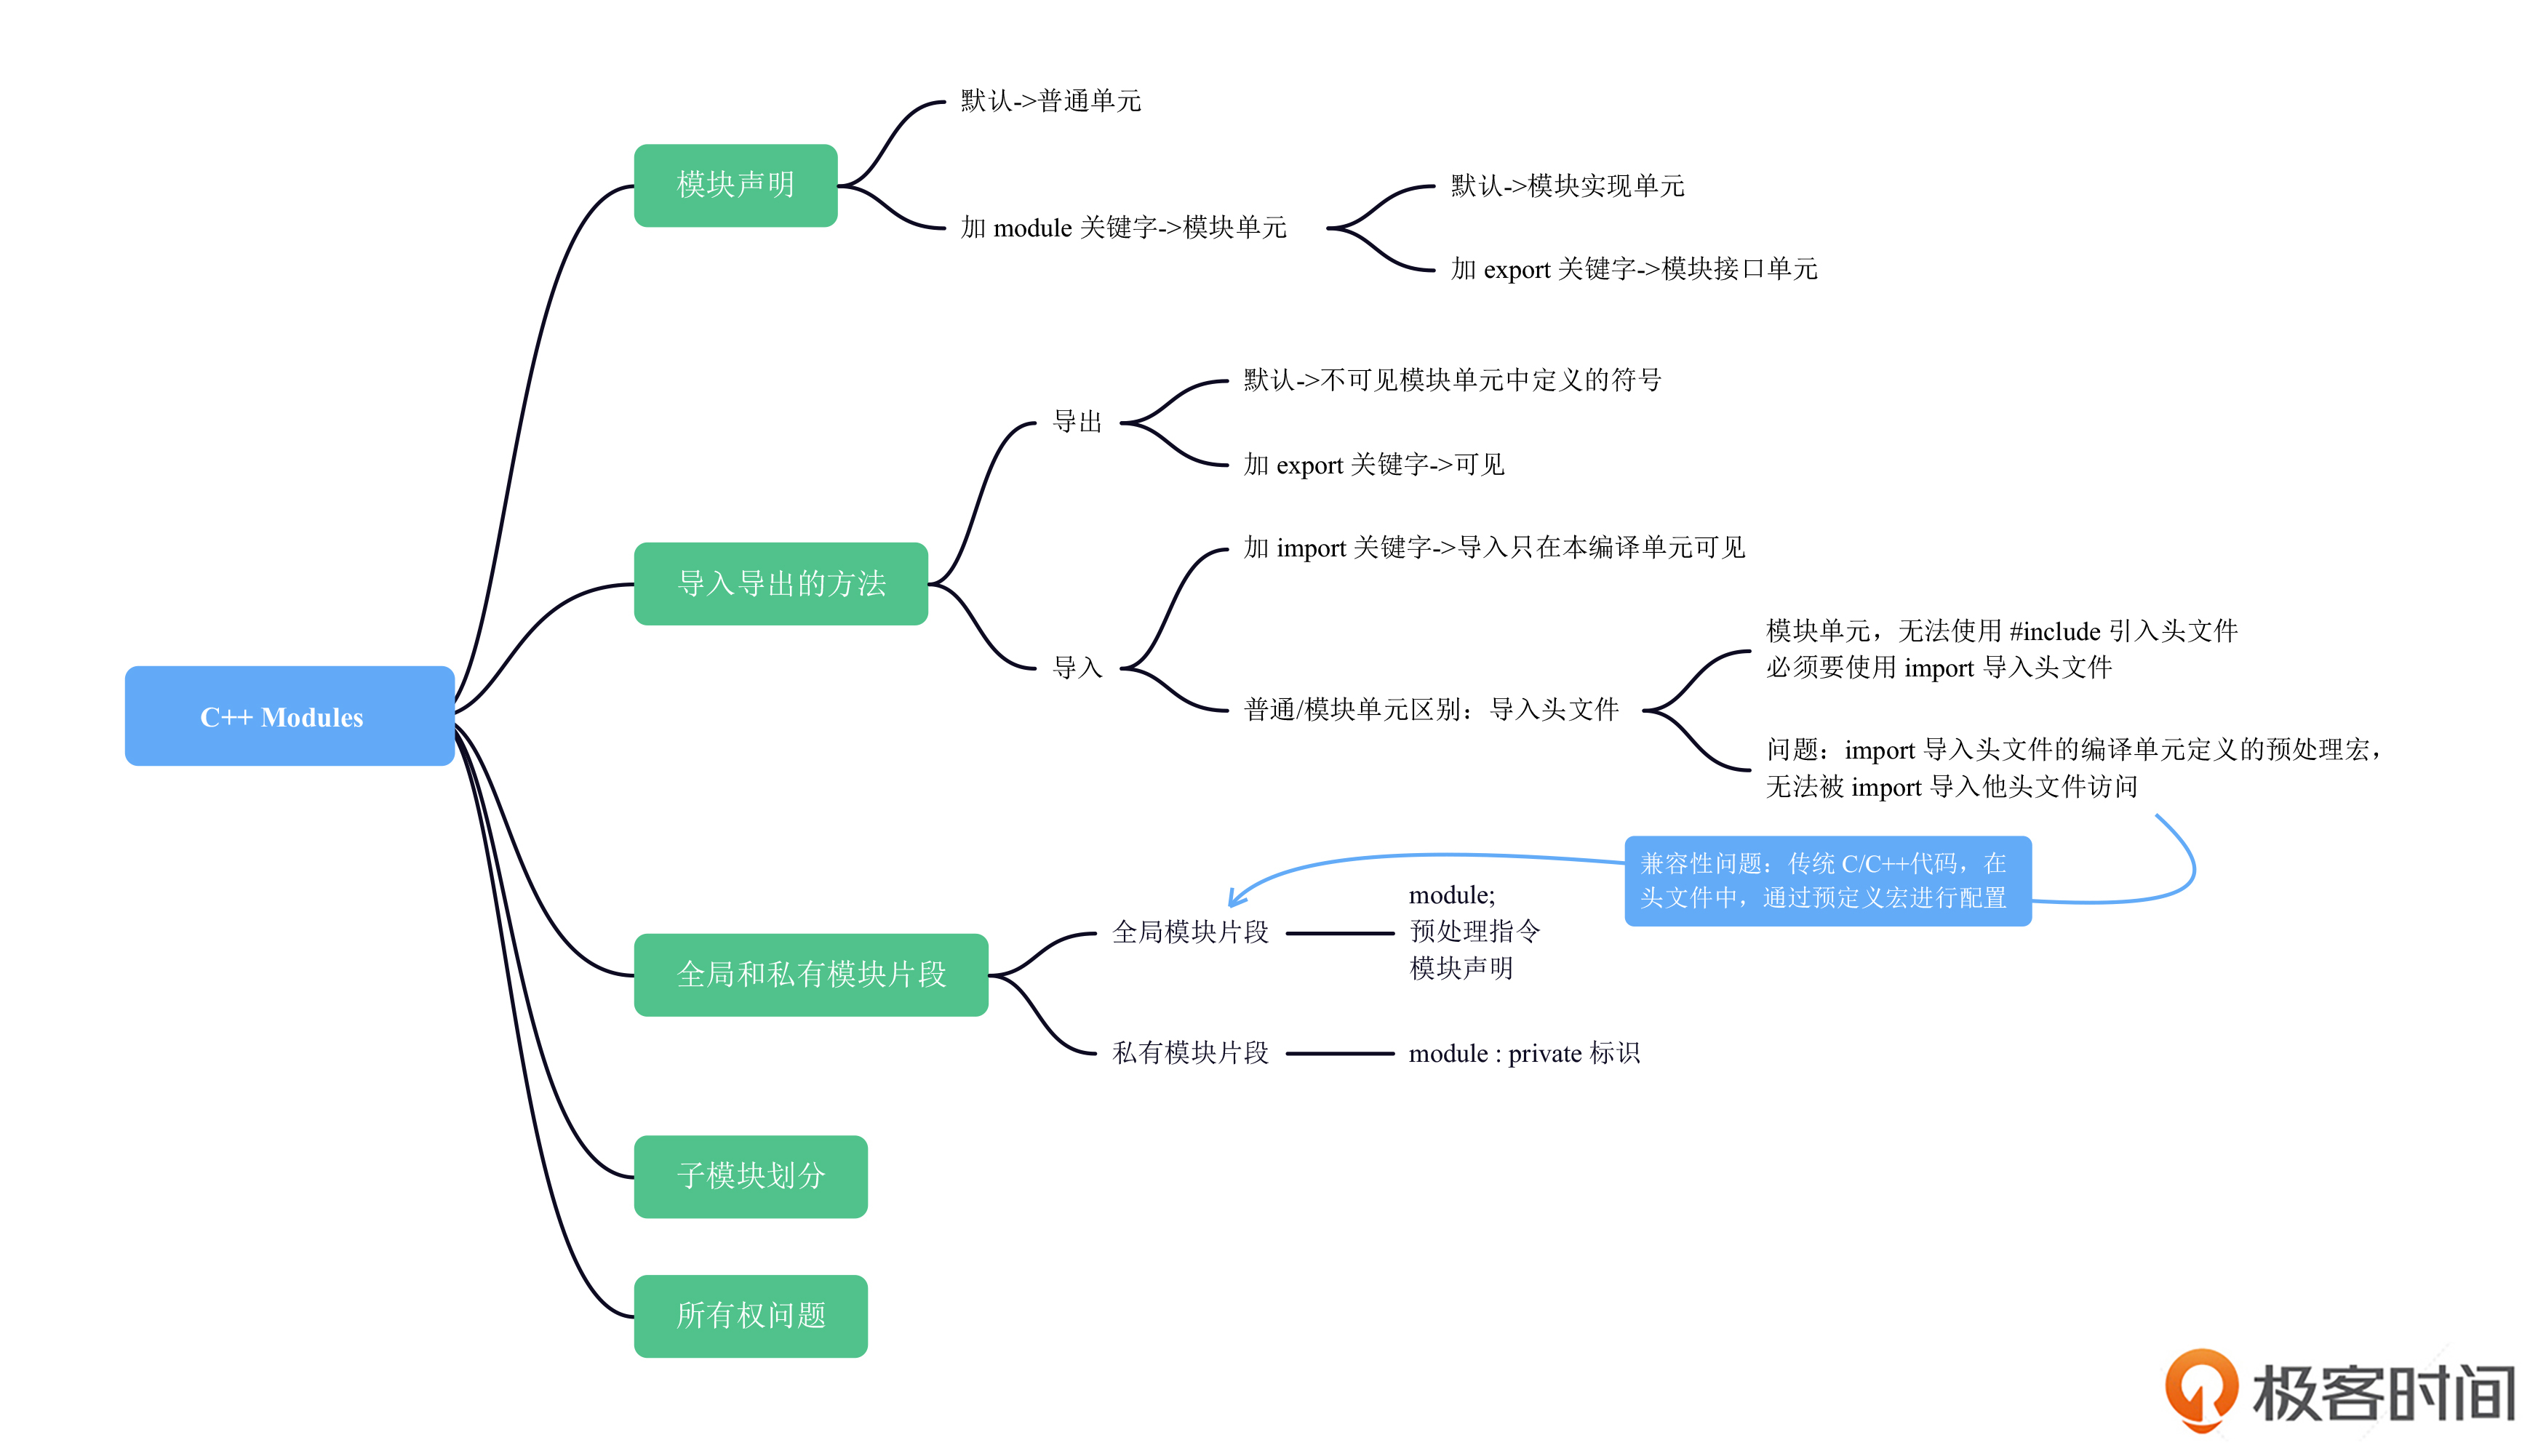 默认->普通单元
模块声明
加 module 关键字->模块单元
默认->模块实现单元
加 export 关键字->模块接口单元
导入导出的方法
导出
默认->不可见模块单元中定义的符号
加 export 关键字->可见
导入
加 import 关键字->导入只在本编译单元可见
普通/模块单元区别：导入头文件
模块单元，无法使用 #include 引入头文件
必须要使用 import 导入头文件
问题：import 导入头文件的编译单元定义的预处理宏，
无法被 import 导入他头文件访问
C++ Modules
兼容性问题：传统 C/C++代码，在
头文件中，通过预定义宏进行配置
全局和私有模块片段
全局模块片段
module;
预处理指令
模块声明
私有模块片段
module : private 标识
子模块划分
所有权问题
极客时间